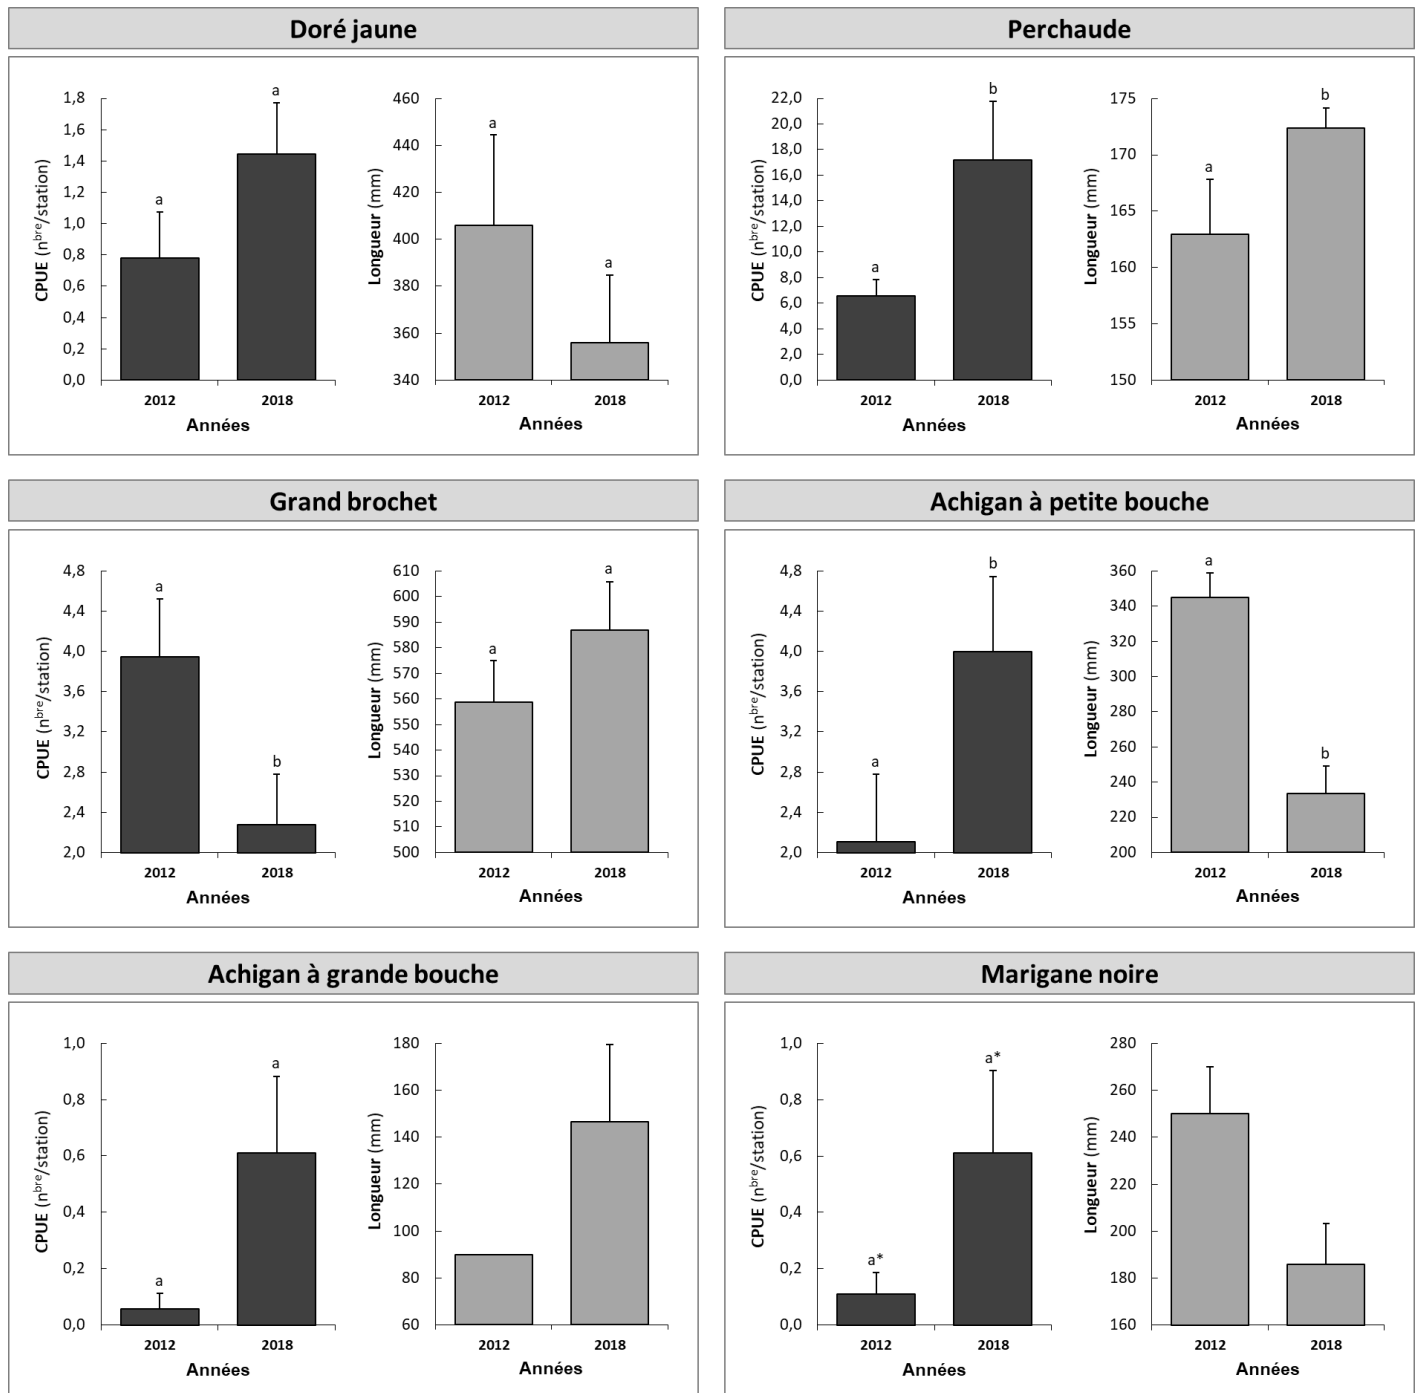 Doré jaune
CPUE (nbre/station)
1,8
1,6
1,4
1,2
1,0
0,8
0,6
0,4
0,2
0,0
a
a
2012
2018
Années
Longueur (mm)
460
440
420
400
380
360
340
a
a
2012
2018
Années
Perchaude
CPUE (nbre/station)
22,0
20,0
18,0
16,0
14,0
12,0
10,0
8,0
6,0
4,0
2,0
0,0
a
b
2012
2018
Années
Longueur (mm)
175
170
165
160
155
150
a
b
2012
2018
Années
Grand brochet
CPUE (nbre/station)
4,8
4,4
4,0
3,6
3,2
2,8
2,4
2,0
a
b
2012
2018
Années
Longueur (mm)
610
600
590
580
570
560
550
540
530
520
510
500
a
a
2012
2018
Années
Achigan à petite bouche
CPUE (nbre/station)
4,8
4,4
4,0
3,6
3,2
2,8
2,4
2,0
a
b
2012
2018
Années
Longueur (mm)
360
340
320
300
280
260
240
220
200
a
b
2012
2018
Années
Achigan à grande bouche
CPUE (nbre/station)
1,0
0,8
0,6
0,4
0,2
0,0
a
a
2012
2018
Années
Longueur (mm)
180
160
140
120
100
80
60
2012
2018
Années
Marigane noire
CPUE (nbre/station)
1,0
0,8
0,6
0,4
0,2
0,0
a*
a*
2012
2018
Années
Longueur (mm)
280
260
240
220
200
180
160
2012
2018
Années